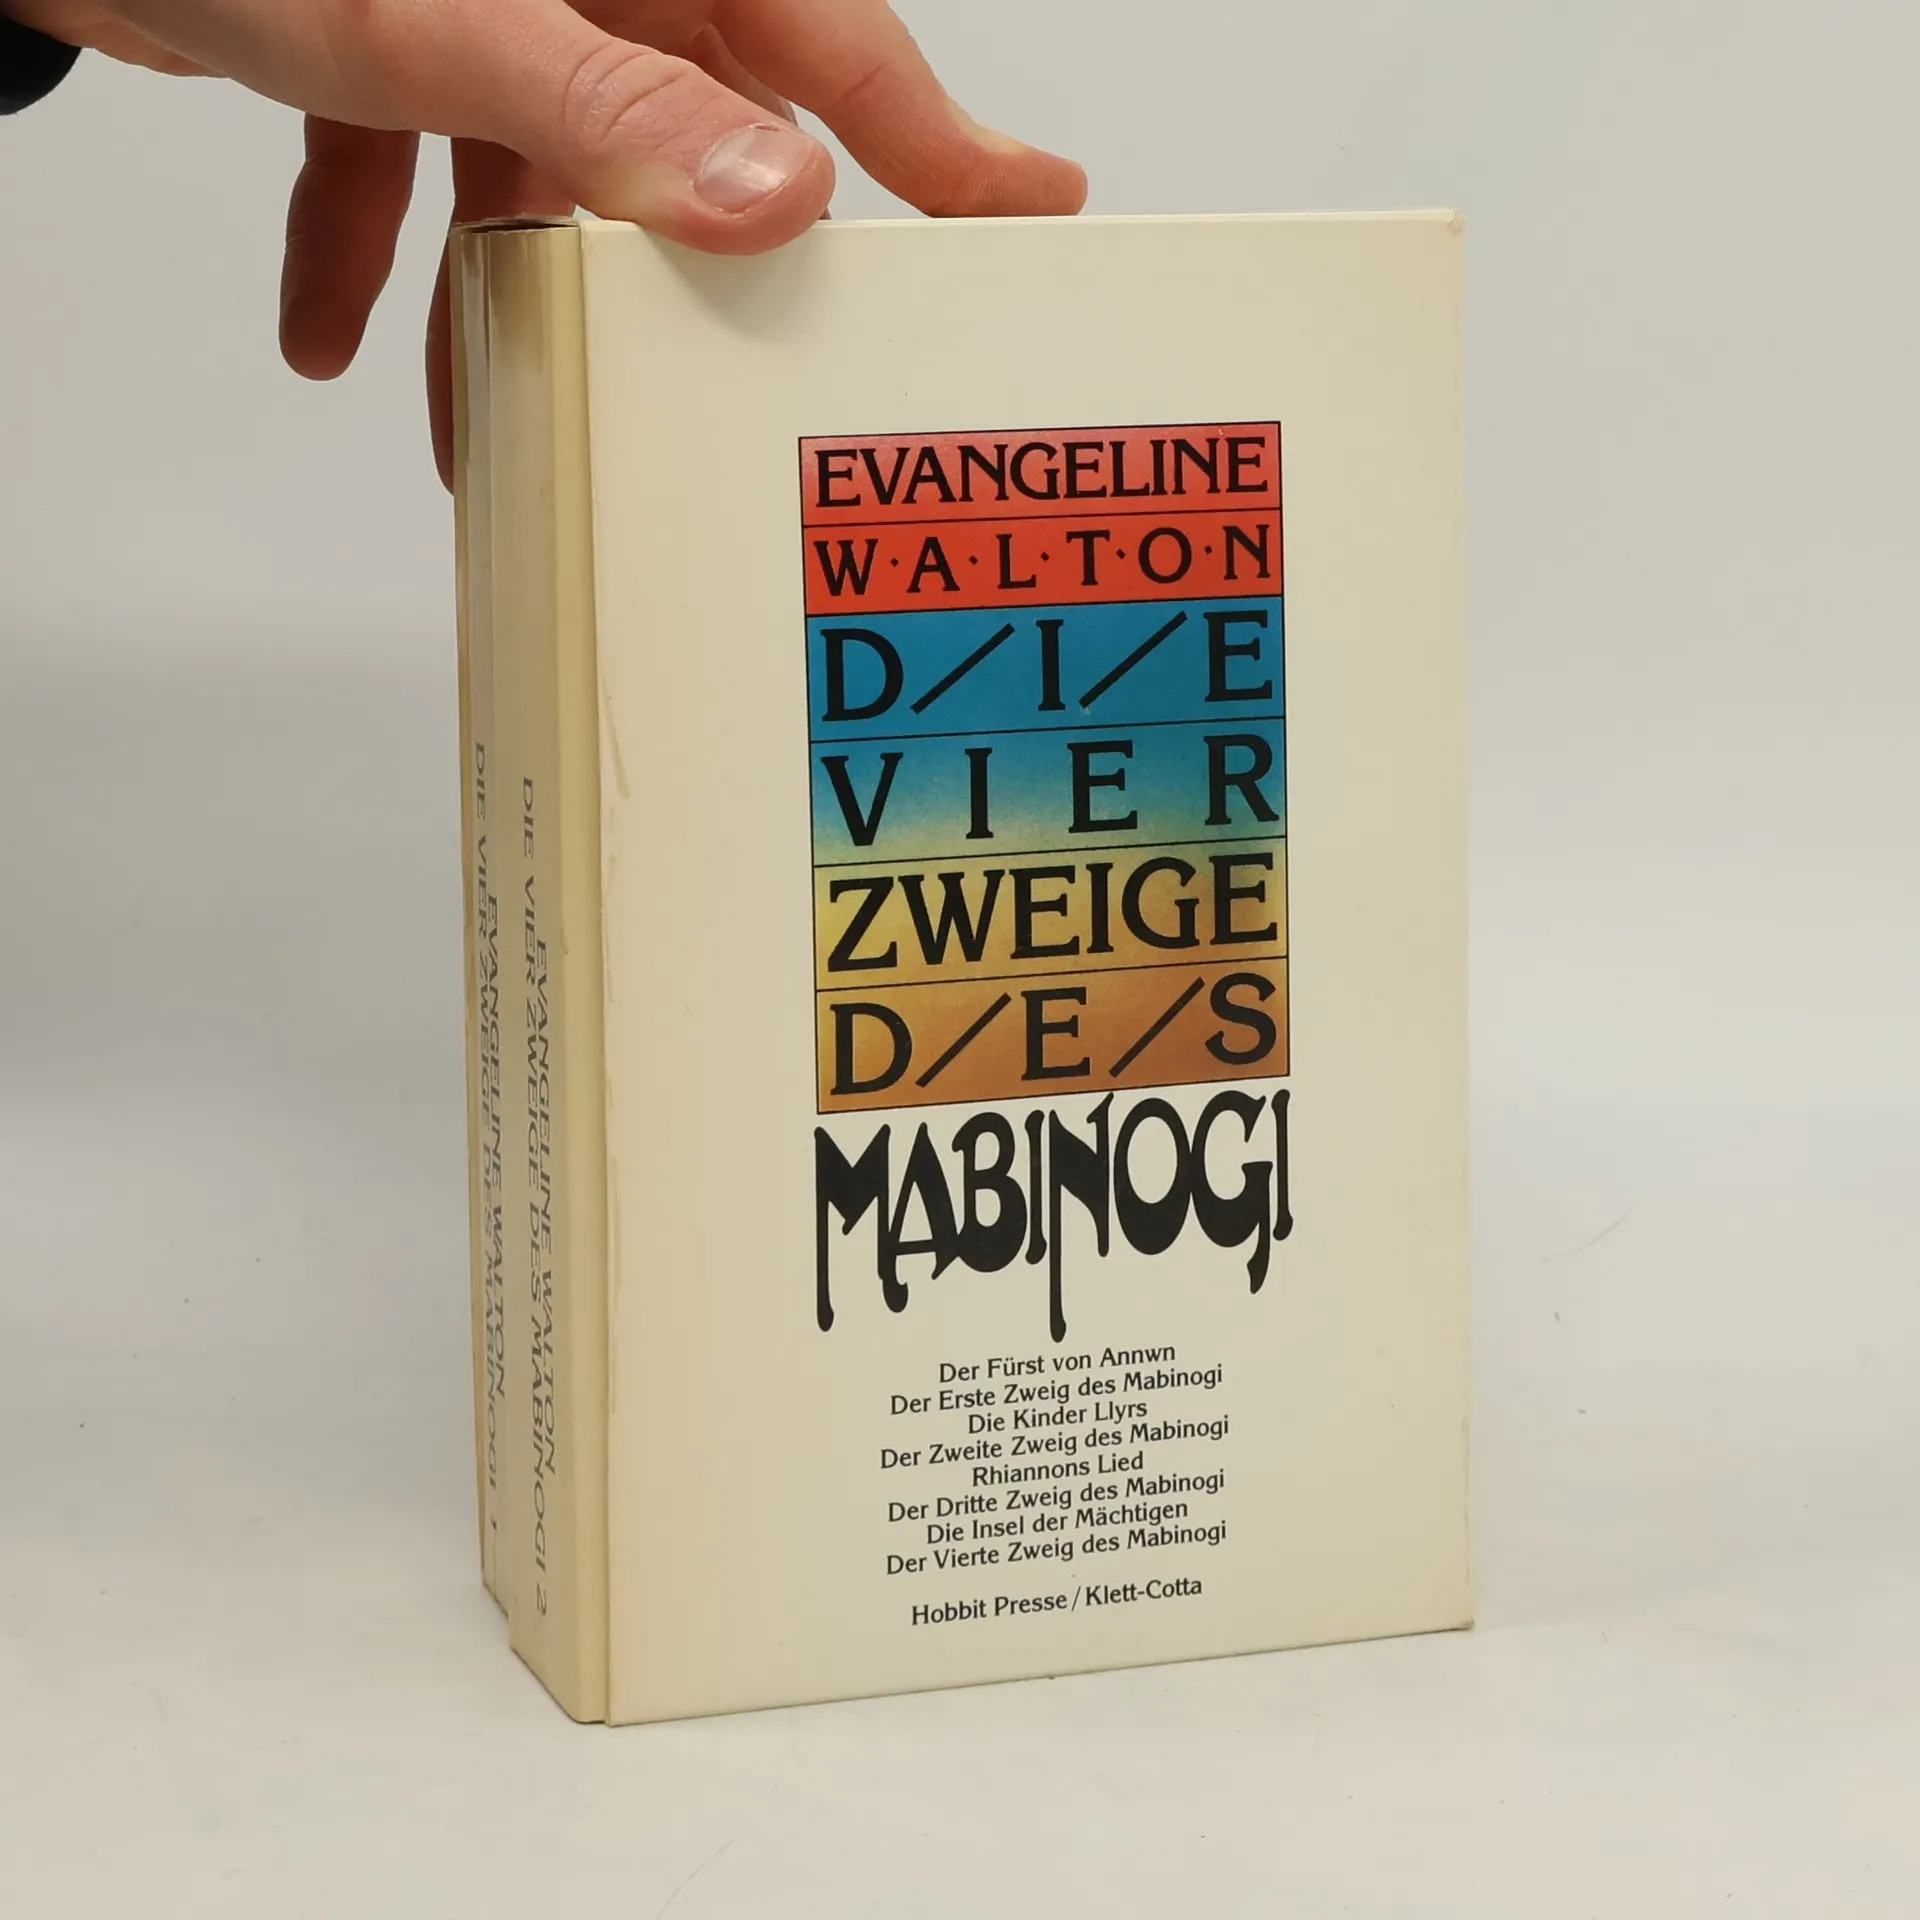 EVANGELINE
W·A·L·T·O·N
D/I/E
VIER
ZWEIGE
D/E/S
MABINOGI
Der Fürst von Annwn
Der Erste Zweig des Mabinogi
Die Kinder Llyrs
Der Zweite Zweig des Mabinogi
Rhiannons Lied
Der Dritte Zweig des Mabinogi
Die Insel der Mächtigen
Der Vierte Zweig des Mabinogi
Hobbit Presse/Klett-Cotta
EVANGELINE WALTON
DIE VIER ZWEIGE DES MABINOGI 1
EVANGELINE WALTON
DIE VIER ZWEIGE DES MABINOGI 2